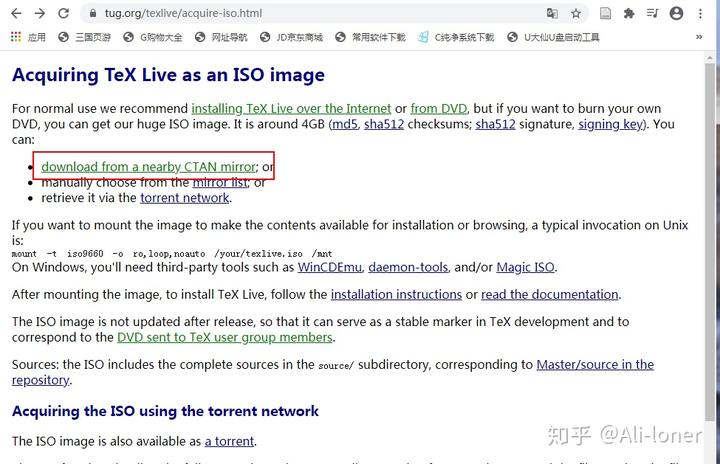 tug.org/texlive/acquire-iso.html
应用 三国游 G购物大全 网址导航 JD京东商城 常用软件下载 C纯净系统下载 U大仙U盘启动工具 »
Acquiring TeX Live as an ISO image
For normal use we recommend installing TeX Live over the Internet or from DVD, but if you want to burn your own
DVD, you can get our huge ISO image. It is around 4GB (md5, sha512 checksums; sha512 signature, signing key). You
can:
• download from a nearby CTAN mirror; or
• manually choose from the mirror list; or
• retrieve it via the torrent network.
If you want to mount the image to make the contents available for installation or browsing, a typical invocation on Unix
is:
mount -t iso9660 -o ro,loop,noauto /your/texlive.iso /mnt
On Windows, you'll need third-party tools such as WinCDEmu, daemon-tools, and/or Magic ISO.
After mounting the image, to install TeX Live, follow the installation instructions or read the documentation.
The ISO image is not updated after release, so that it can serve as a stable marker in TeX development and to
correspond to the DVD sent to TeX user group members.
Sources: the ISO includes the complete sources in the source/ subdirectory, corresponding to Master/source in the
repository.
Acquiring the ISO using the torrent network
The ISO image is also available as a torrent.
知乎 @Ali-loner